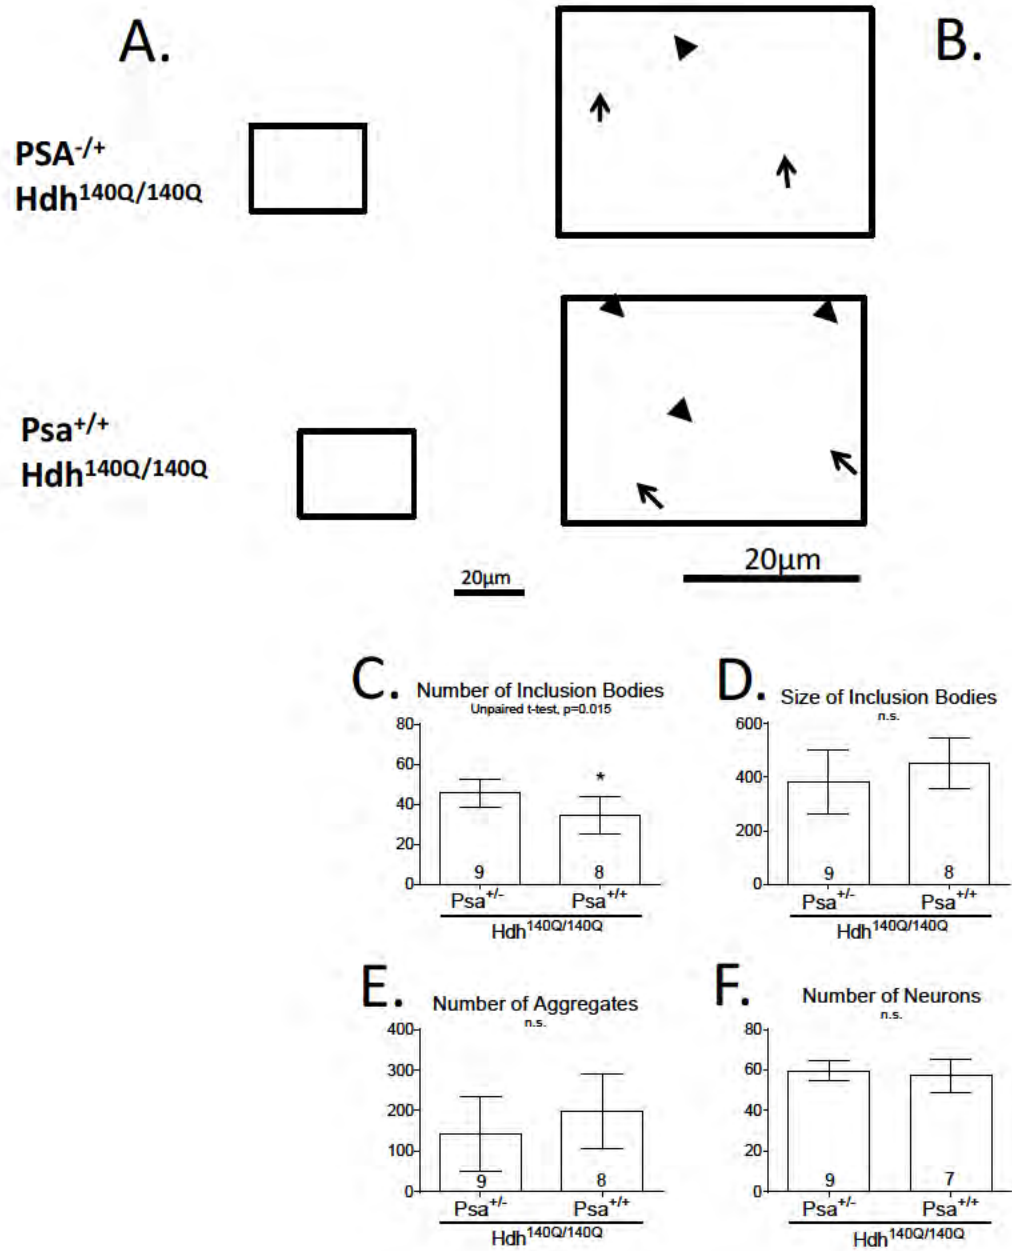 A.
B.
PSA-/+
Hdh140Q/140Q
Psa+/+
Hdh140Q/140Q
20μm
20μm
C.
Number of Inclusion Bodies
Unpaired t-test, p=0.015
80
60
40
20
0
*
9
8
Psa+/-
Psa+/+
Hdh140Q/140Q
D.
Size of Inclusion Bodies
n.s.
600
400
200
0
9
8
Psa+/-
Psa+/+
Hdh140Q/140Q
E.
Number of Aggregates
n.s.
400
300
200
100
0
9
8
Psa+/-
Psa+/+
Hdh140Q/140Q
F.
Number of Neurons
n.s.
80
60
40
20
0
9
7
Psa+/-
Psa+/+
Hdh140Q/140Q